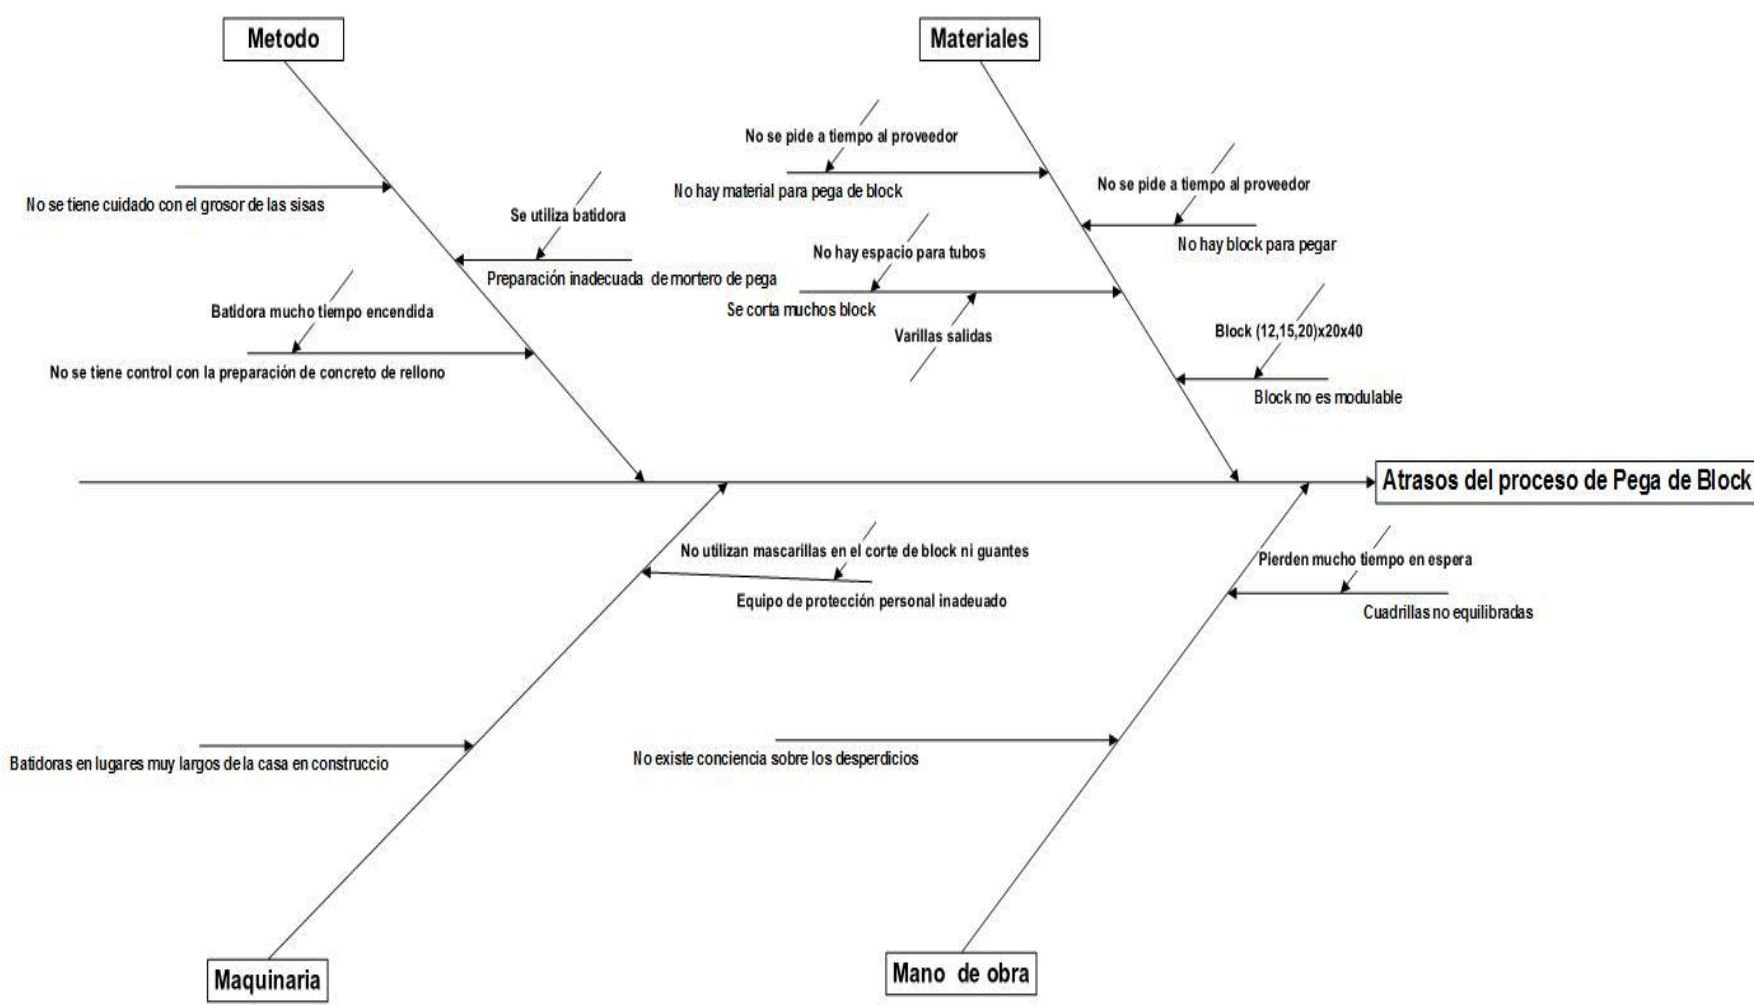 Metodo
Materiales
No se pide a tiempo al proveedor
No hay material para pega de block
No se pide a tiempo al proveedor
No hay block para pegar
No se tiene cuidado con el grosor de las sisas
Se utiliza batidora
Preparación inadecuada de mortero de pega
No hay espacio para tubos
Se corta muchos block
Varillas salidas
Batidora mucho tiempo encendida
No se tiene control con la preparación de concreto de rellono
Block (12,15,20)x20x40
Block no es modulable
Atrasos del proceso de Pega de Block
No utilizan mascarillas en el corte de block ni guantes
Equipo de protección personal inadeuado
Pierden mucho tiempo en espera
Cuadrillas no equilibradas
Batidoras en lugares muy largos de la casa en construccio
No existe conciencia sobre los desperdicios
Maquinaria
Mano de obra